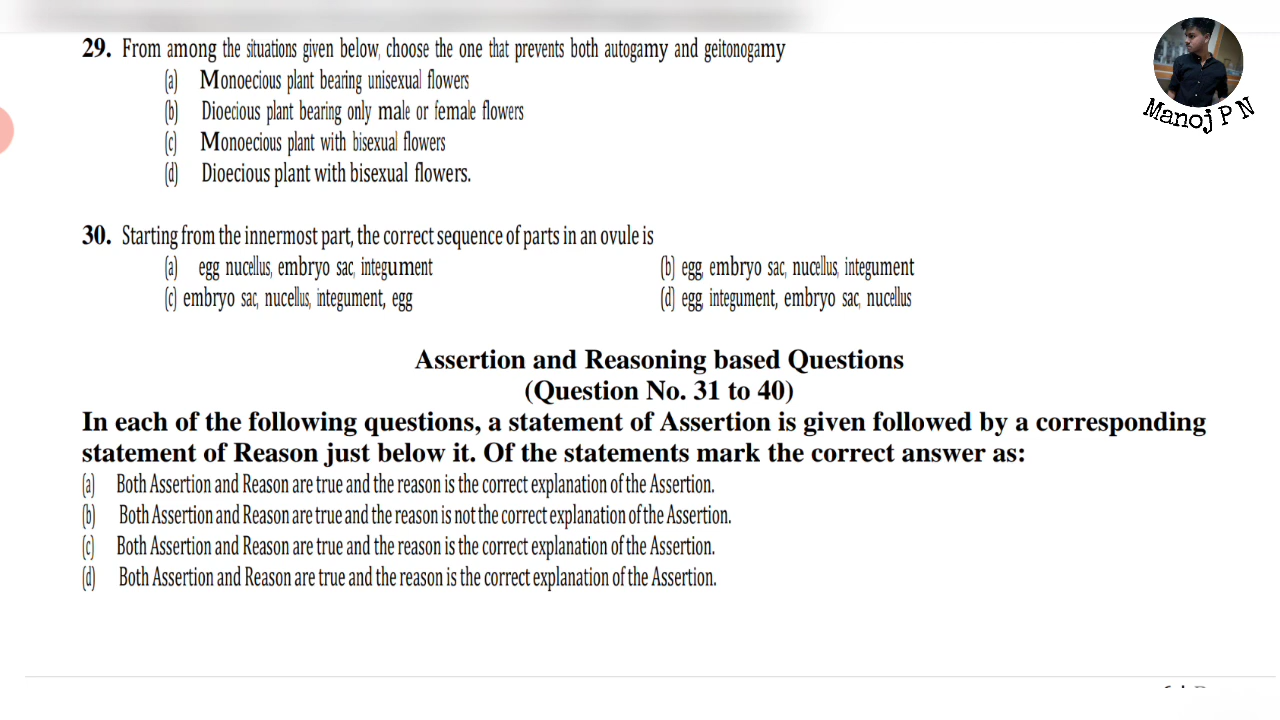 29. From among the situations given below, choose the one that prevents both autogamy and geitonogamy
(a) Monoecious plant bearing unisexual flowers
(b) Dioecious plant bearing only male or female flowers
(c) Monoecious plant with bisexual flowers
(d) Dioecious plant with bisexual flowers.
Manoj P N
30. Starting from the innermost part, the correct sequence of parts in an ovule is
(a) egg nucellus, embryo sac, integument
(b) egg, embryo sac, nucellus, integument
(c) embryo sac, nucellus, integument, egg
(d) egg, integument, embryo sac, nucellus
Assertion and Reasoning based Questions
(Question No. 31 to 40)
In each of the following questions, a statement of Assertion is given followed by a corresponding
statement of Reason just below it. Of the statements mark the correct answer as:
(a) Both Assertion and Reason are true and the reason is the correct explanation of the Assertion.
(b) Both Assertion and Reason are true and the reason is not the correct explanation of the Assertion.
(c) Both Assertion and Reason are true and the reason is the correct explanation of the Assertion.
(d) Both Assertion and Reason are true and the reason is the correct explanation of the Assertion.